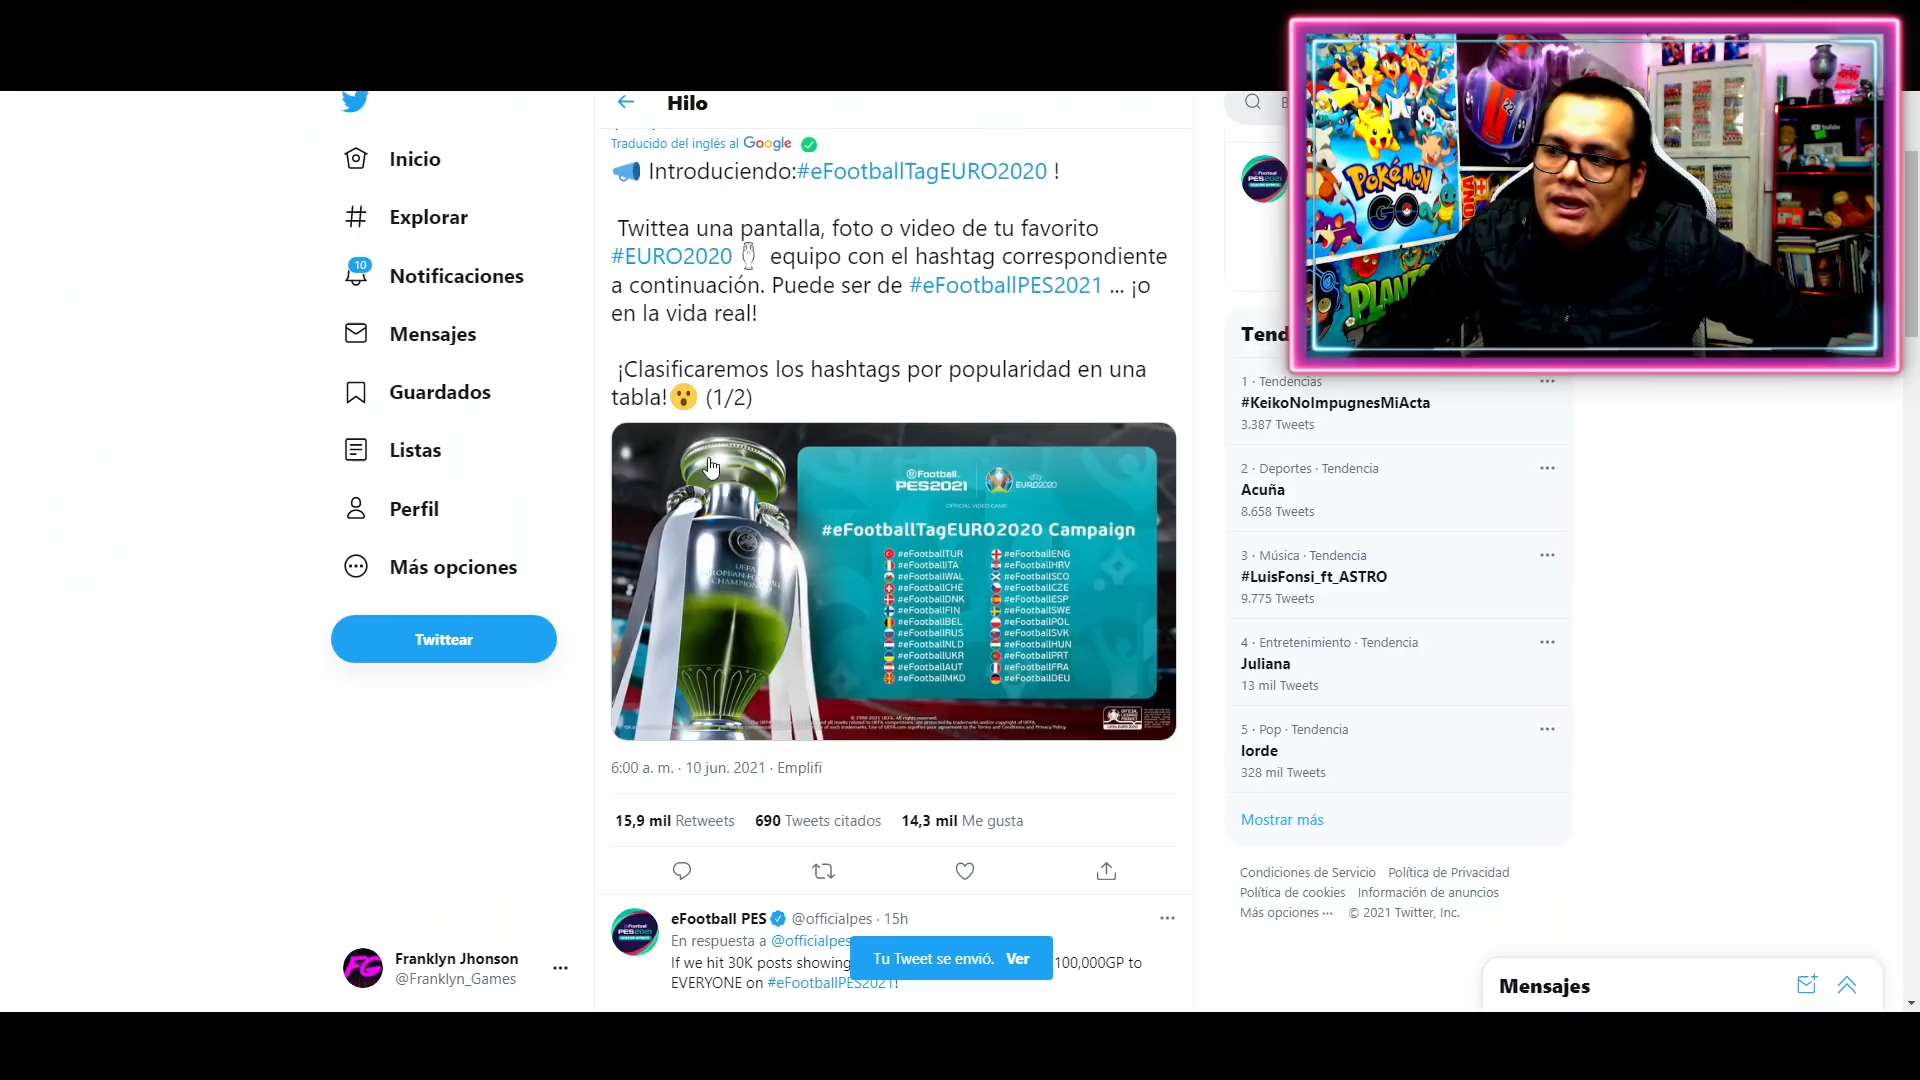 Hilo
Inicio
Explorar
10
Notificaciones
Mensajes
Guardados
Listas
Perfil
Más opciones
Twittear
Franklyn Jhonson
@Franklyn_Games
Traducido del inglés al Google
Introduciendo:#eFootballTagEURO2020 !
Twittea una pantalla, foto o video de tu favorito
#EURO2020 equipo con el hashtag correspondiente
a continuación. Puede ser de #eFootballPES2021 ... ¡o
en la vida real!
¡Clasificaremos los hashtags por popularidad en una
tabla! (1/2)
eFootball
PES2021
EURO2020
OFFICIAL VIDEO GAME
#eFootballTagEURO2020 Campaign
#eFootballTUR #eFootballENG
#eFootballITA #eFootballHRV
#eFootballWAL #eFootballSCO
#eFootballCHE #eFootballCZE
#eFootballDNK #eFootballESP
#eFootballFIN #eFootballSWE
#eFootballBEL #eFootballPOL
#eFootballRUS #eFootballSVK
#eFootballNLD #eFootballHUN
#eFootballUKR #eFootballPRT
#eFootballAUT #eFootballFRA
#eFootballMKD #eFootballDEU
6:00 a. m. · 10 jun. 2021 · Emplifi
15,9 mil Retweets 690 Tweets citados 14,3 mil Me gusta
eFootball PES @officialpes · 15h
En respuesta a @officialpes
If we hit 30K posts showing 100,000GP to
EVERYONE on #eFootballPES2021!
Tu Tweet se envió. Ver
POKÉMON
GO
PLANT
22
Tend
1 · Tendencias
#KeikoNoImpugnesMiActa
3.387 Tweets
2 · Deportes · Tendencia
Acuña
8.658 Tweets
3 · Música · Tendencia
#LuisFonsi_ft_ASTRO
9.775 Tweets
4 · Entretenimiento · Tendencia
Juliana
13 mil Tweets
5 · Pop · Tendencia
lorde
328 mil Tweets
Mostrar más
Condiciones de Servicio Política de Privacidad
Política de cookies Información de anuncios
Más opciones ··· © 2021 Twitter, Inc.
Mensajes